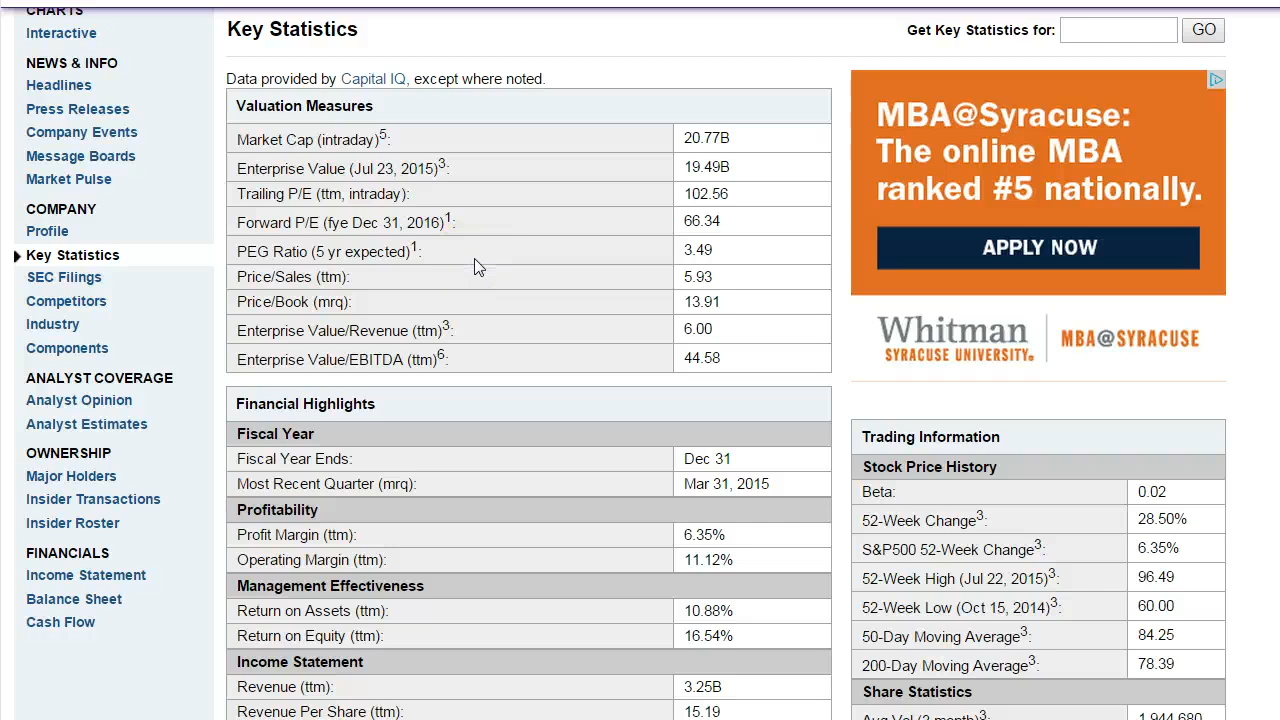 CHARTS
Interactive
NEWS & INFO
Headlines
Press Releases
Company Events
Message Boards
Market Pulse
COMPANY
Profile
Key Statistics
SEC Filings
Competitors
Industry
Components
ANALYST COVERAGE
Analyst Opinion
Analyst Estimates
OWNERSHIP
Major Holders
Insider Transactions
Insider Roster
FINANCIALS
Income Statement
Balance Sheet
Cash Flow
Key Statistics
Get Key Statistics for: GO
Data provided by Capital IQ, except where noted.
Valuation Measures
Market Cap (intraday)5: 20.77B
Enterprise Value (Jul 23, 2015)3: 19.49B
Trailing P/E (ttm, intraday): 102.56
Forward P/E (fye Dec 31, 2016)1: 66.34
PEG Ratio (5 yr expected)1: 3.49
Price/Sales (ttm): 5.93
Price/Book (mrq): 13.91
Enterprise Value/Revenue (ttm)3: 6.00
Enterprise Value/EBITDA (ttm)6: 44.58
Financial Highlights
Fiscal Year
Fiscal Year Ends: Dec 31
Most Recent Quarter (mrq): Mar 31, 2015
Profitability
Profit Margin (ttm): 6.35%
Operating Margin (ttm): 11.12%
Management Effectiveness
Return on Assets (ttm): 10.88%
Return on Equity (ttm): 16.54%
Income Statement
Revenue (ttm): 3.25B
Revenue Per Share (ttm): 15.19
MBA@Syracuse:
The online MBA
ranked #5 nationally.
APPLY NOW
Whitman
SYRACUSE UNIVERSITY.
MBA@SYRACUSE
Trading Information
Stock Price History
Beta: 0.02
52-Week Change3: 28.50%
S&P500 52-Week Change3: 6.35%
52-Week High (Jul 22, 2015)3: 96.49
52-Week Low (Oct 15, 2014)3: 60.00
50-Day Moving Average3: 84.25
200-Day Moving Average3: 78.39
Share Statistics
Avg Vol (3 month)3: 1,944,680